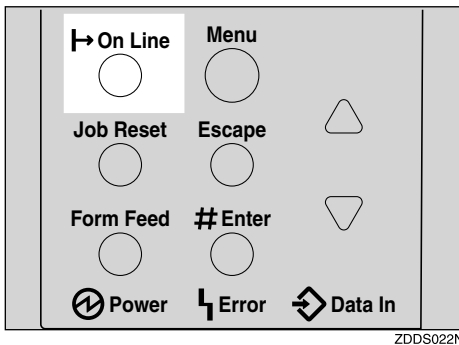 On Line Menu
Job Reset Escape
Form Feed # Enter
Power Error Data In
ZDDS022N